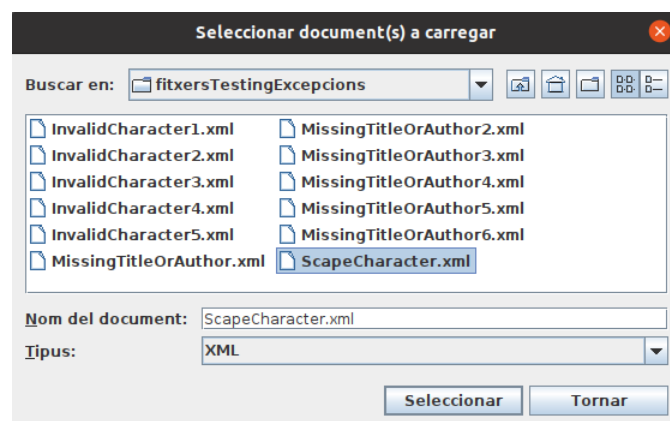 Seleccionar document(s) a carregar
Buscar en: fitxersTestingExcepcions
InvalidCharacter1.xml
InvalidCharacter2.xml
InvalidCharacter3.xml
InvalidCharacter4.xml
InvalidCharacter5.xml
MissingTitleOrAuthor.xml
MissingTitleOrAuthor2.xml
MissingTitleOrAuthor3.xml
MissingTitleOrAuthor4.xml
MissingTitleOrAuthor5.xml
MissingTitleOrAuthor6.xml
ScapeCharacter.xml
Nom del document: ScapeCharacter.xml
Tipus: XML
Seleccionar Tornar